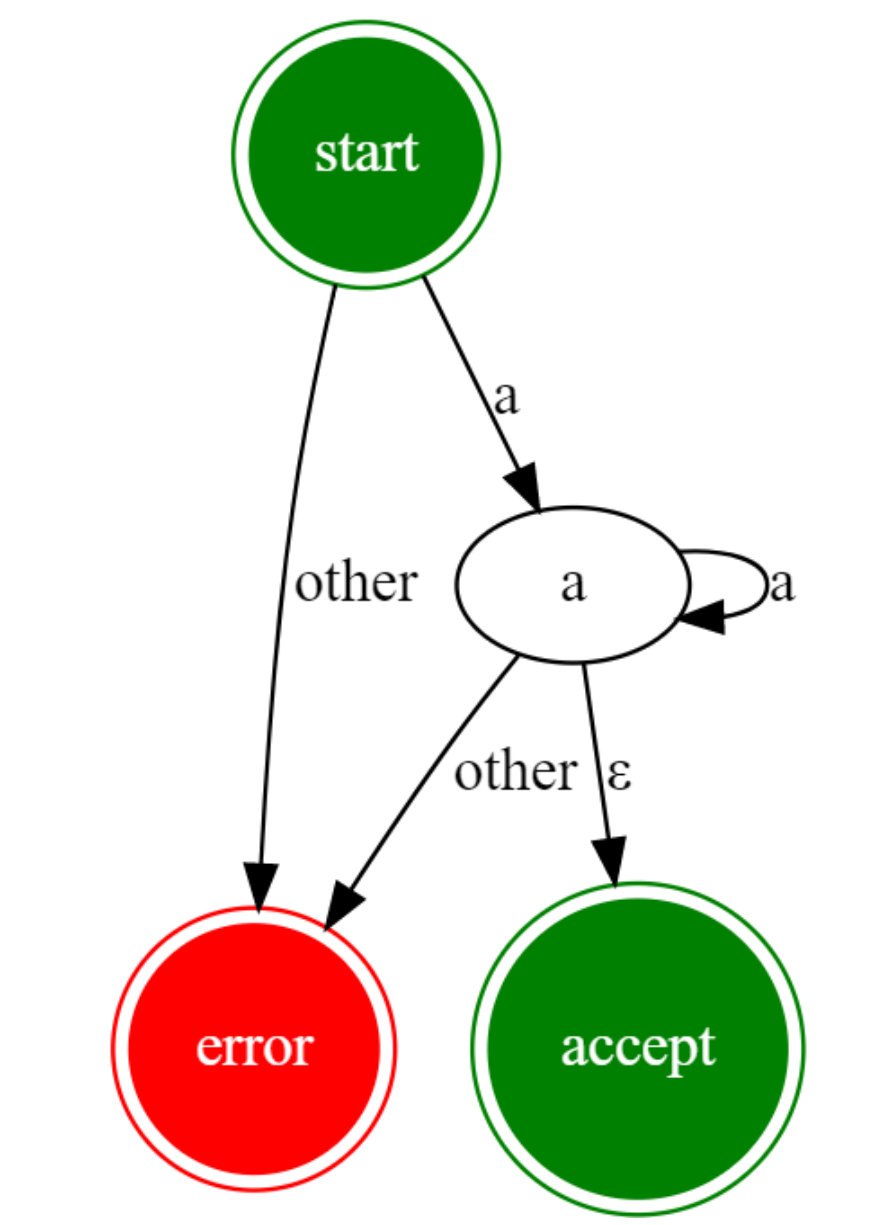 start
a
other
a
a
other
ε
error
accept